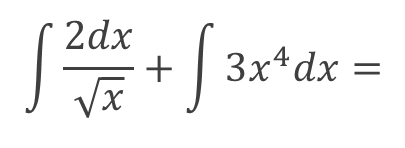 ∫ 2dx/√x + ∫ 3x⁴dx =